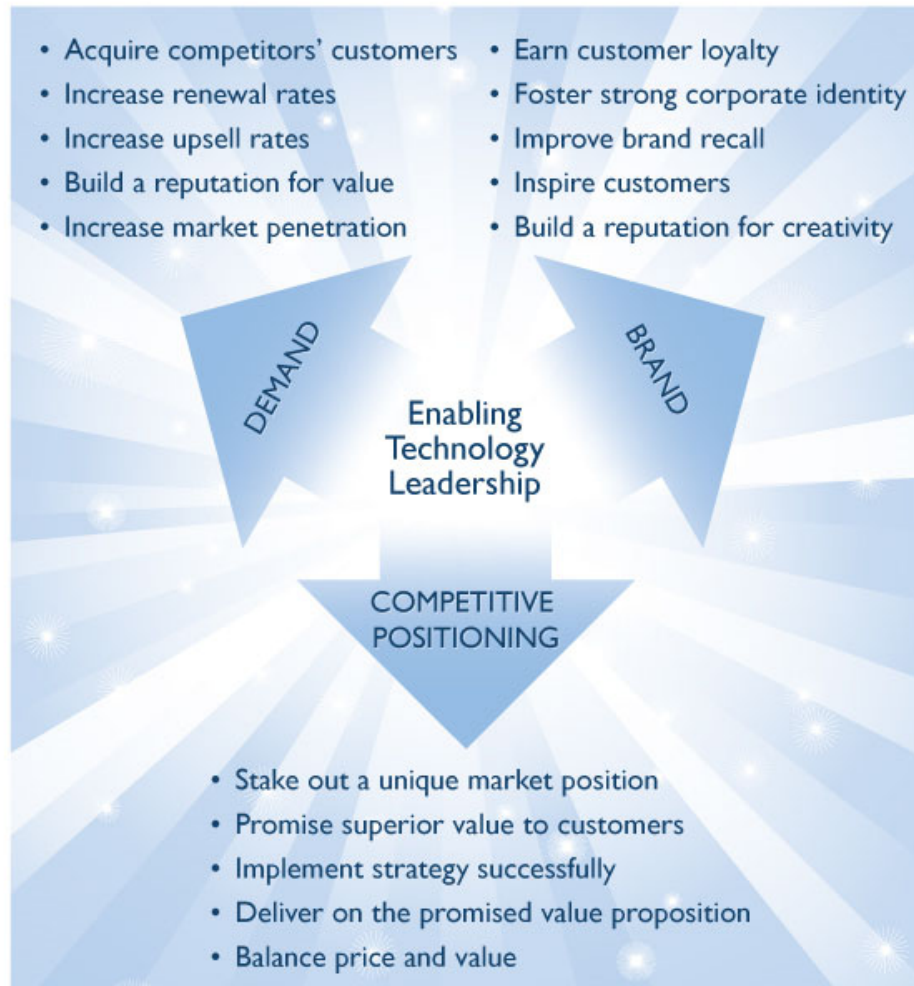 • Acquire competitors’ customers
• Increase renewal rates
• Increase upsell rates
• Build a reputation for value
• Increase market penetration
• Earn customer loyalty
• Foster strong corporate identity
• Improve brand recall
• Inspire customers
• Build a reputation for creativity
DEMAND
BRAND
Enabling
Technology
Leadership
COMPETITIVE
POSITIONING
• Stake out a unique market position
• Promise superior value to customers
• Implement strategy successfully
• Deliver on the promised value proposition
• Balance price and value